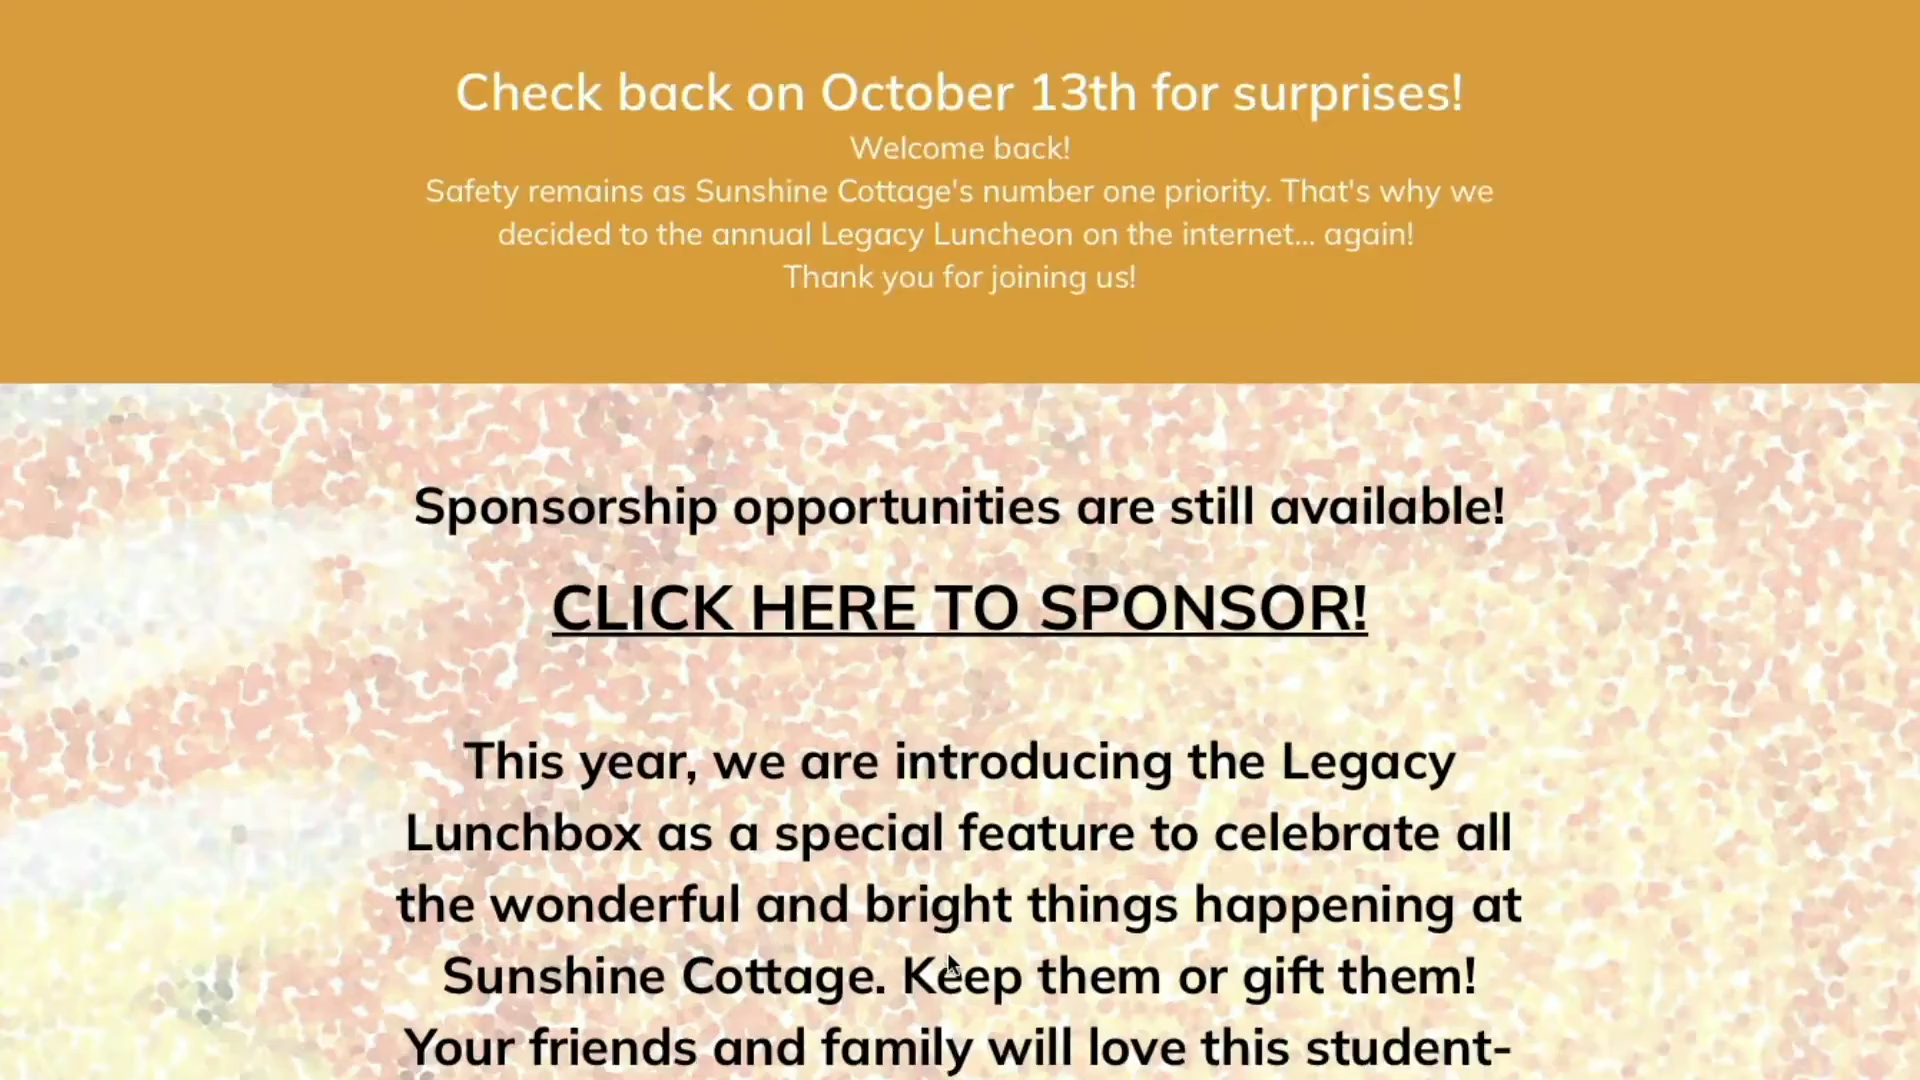 Check back on October 13th for surprises!
Welcome back!
Safety remains as Sunshine Cottage's number one priority. That's why we
decided to the annual Legacy Luncheon on the internet... again!
Thank you for joining us!
Sponsorship opportunities are still available!
CLICK HERE TO SPONSOR!
This year, we are introducing the Legacy
Lunchbox as a special feature to celebrate all
the wonderful and bright things happening at
Sunshine Cottage. Keep them or gift them!
Your friends and family will love this student-